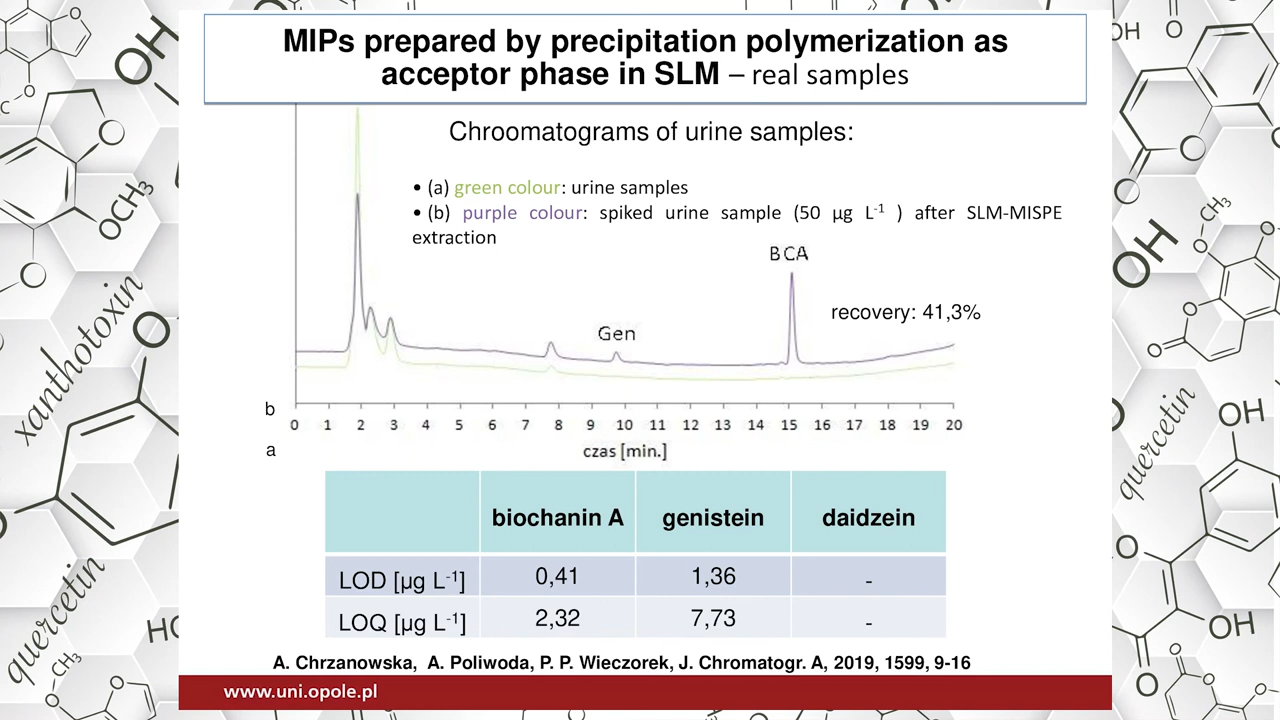 MIPs prepared by precipitation polymerization as
acceptor phase in SLM – real samples
Chroomatograms of urine samples:
• (a) green colour: urine samples
• (b) purple colour: spiked urine sample (50 µg L-1 ) after SLM-MISPE
extraction
BCA
recovery: 41,3%
Gen
b
0 1 2 3 4 5 6 7 8 9 10 11 12 13 14 15 16 17 18 19 20
a
czas [min.]
biochanin A genistein daidzein
LOD [µg L-1] 0,41 1,36 -
LOQ [µg L-1] 2,32 7,73 -
A. Chrzanowska, A. Poliwoda, P. P. Wieczorek, J. Chromatogr. A, 2019, 1599, 9-16
www.uni.opole.pl
OH
O
O
C
O
OCH3
O
xanthotoxin
O
O
quercetin
HO
O
CH3
O
OH
O
O
O
O
CH3
O
OH
O
O
O
quercetin
OH
O
O
OH
O
O
O